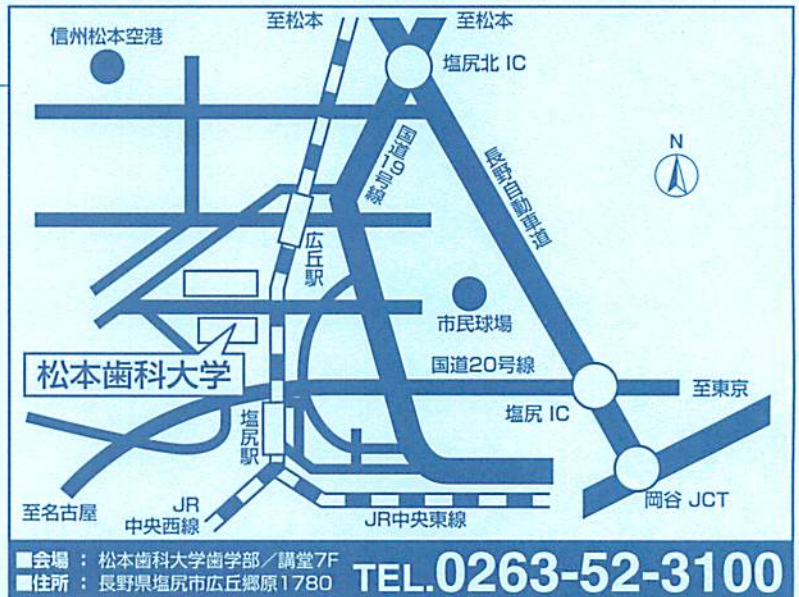 至松本
至松本
信州松本空港
塩尻北 IC
N
国道19号線
長野自動車道
広丘駅
市民球場
松本歯科大学
国道20号線
至東京
塩尻 IC
塩尻駅
岡谷 JCT
至名古屋
JR
中央西線
JR中央東線
■会場 : 松本歯科大学歯学部/講堂7F
■住所 : 長野県塩尻市広丘郷原1780
TEL.0263-52-3100